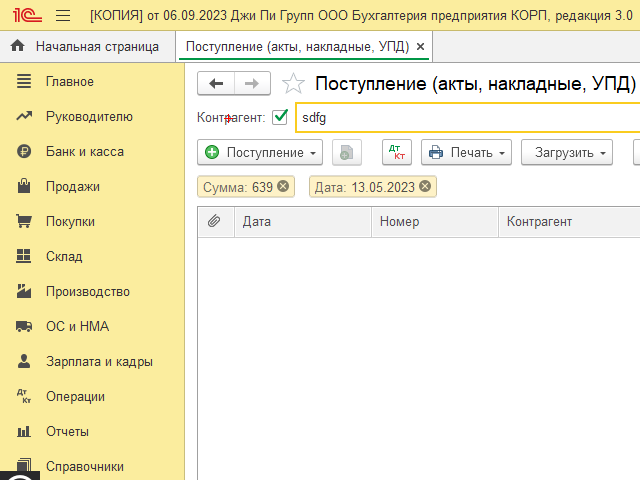 1С [КОПИЯ] от 06.09.2023 Джи Пи Групп ООО Бухгалтерия предприятия КОРП, редакция 3.0
Начальная страница Поступление (акты, накладные, УПД) ×
Главное
Руководителю
Банк и касса
Продажи
Покупки
Склад
Производство
ОС и НМА
Зарплата и кадры
Дт Кт Операции
Отчеты
Справочники
Поступление (акты, накладные, УПД)
Контрагент: sdfg
Поступление Дт Кт Печать Загрузить
Сумма: 639 Дата: 13.05.2023
Дата Номер Контрагент